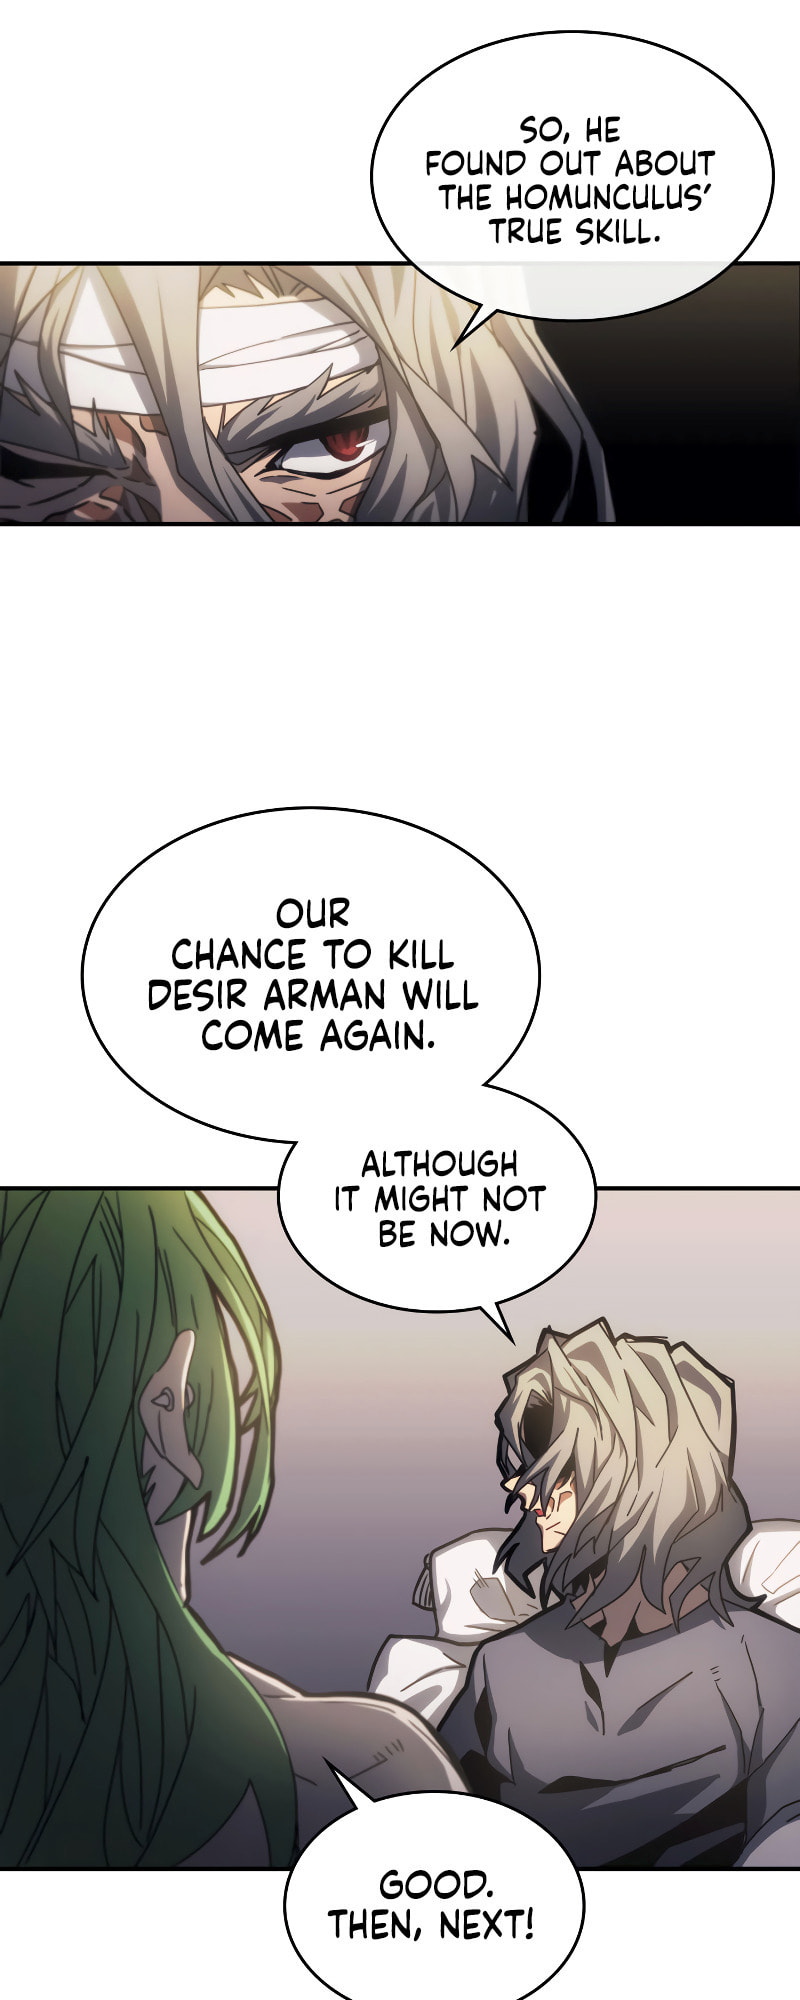 SO, HE
FOUND OUT ABOUT
THE HOMUNCULUS'
TRUE SKILL.
OUR
CHANCE TO KILL
DESIR ARMAN WILL
COME AGAIN.
ALTHOUGH
IT MIGHT NOT
BE NOW.
GOOD.
THEN, NEXT!